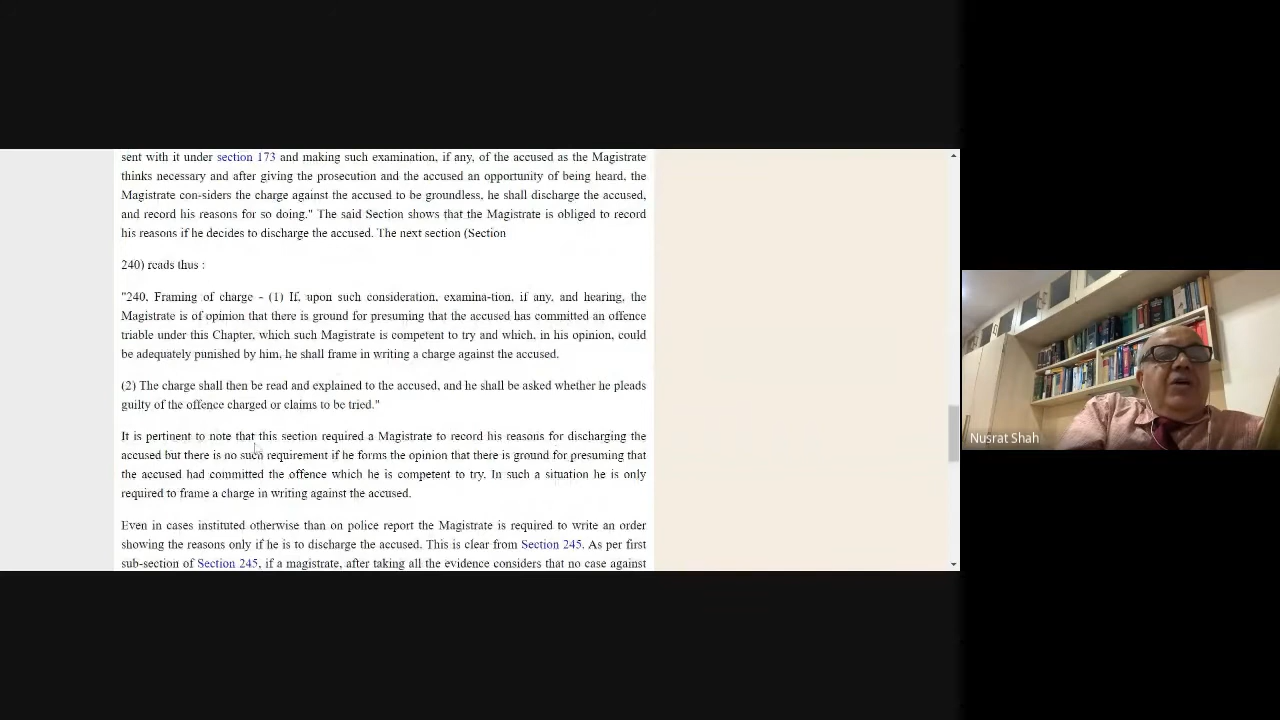 sent with it under section 173 and making such examination, if any, of the accused as the Magistrate
thinks necessary and after giving the prosecution and the accused an opportunity of being heard, the
Magistrate con-siders the charge against the accused to be groundless, he shall discharge the accused,
and record his reasons for so doing." The said Section shows that the Magistrate is obliged to record
his reasons if he decides to discharge the accused. The next section (Section
240) reads thus :
"240. Framing of charge - (1) If, upon such consideration, examina-tion, if any, and hearing, the
Magistrate is of opinion that there is ground for presuming that the accused has committed an offence
triable under this Chapter, which such Magistrate is competent to try and which, in his opinion, could
be adequately punished by him, he shall frame in writing a charge against the accused.
(2) The charge shall then be read and explained to the accused, and he shall be asked whether he pleads
guilty of the offence charged or claims to be tried."
It is pertinent to note that this section required a Magistrate to record his reasons for discharging the
accused but there is no such requirement if he forms the opinion that there is ground for presuming that
the accused had committed the offence which he is competent to try. In such a situation he is only
required to frame a charge in writing against the accused.
Even in cases instituted otherwise than on police report the Magistrate is required to write an order
showing the reasons only if he is to discharge the accused. This is clear from Section 245. As per first
sub-section of Section 245, if a magistrate, after taking all the evidence considers that no case against
Nusrat Shah